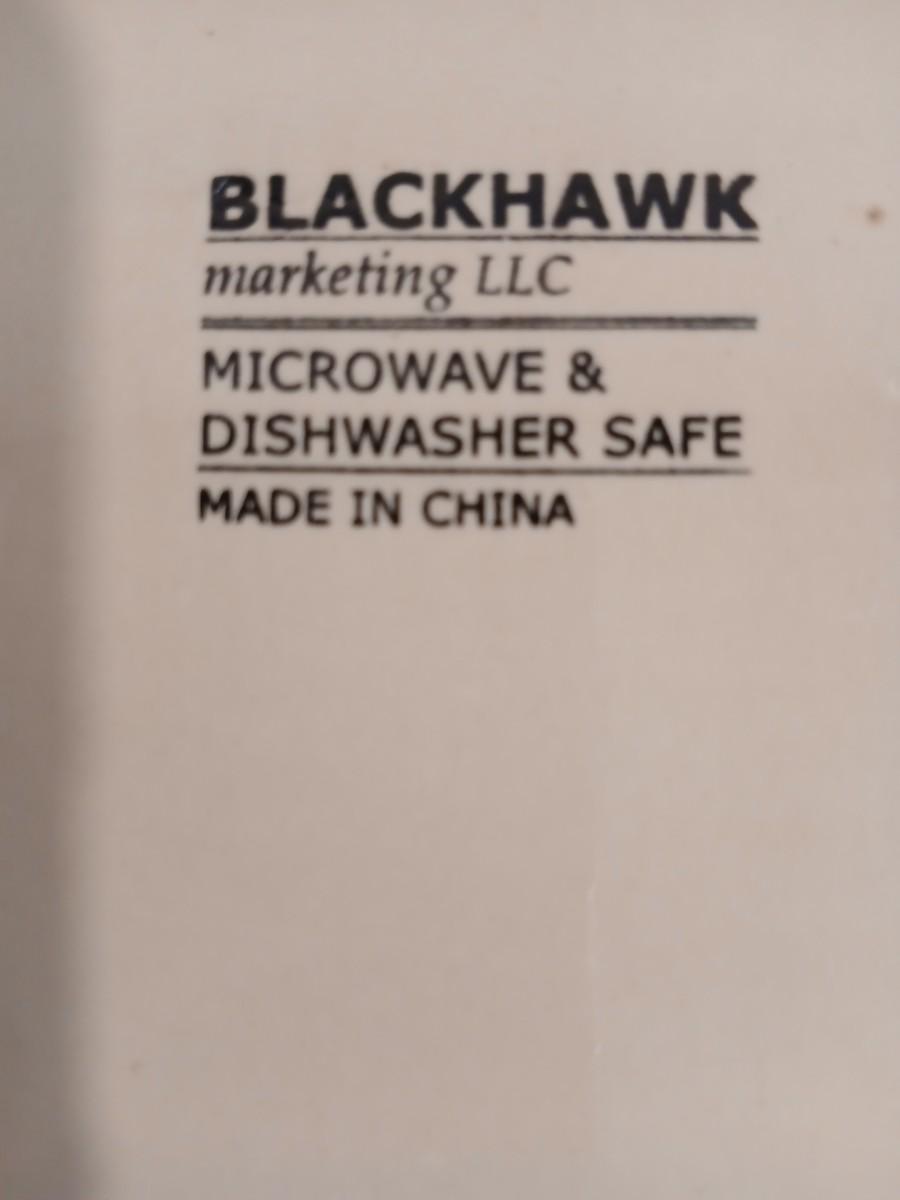 BLACKHAWK
marketing LLC
MICROWAVE &
DISHWASHER SAFE
MADE IN CHINA